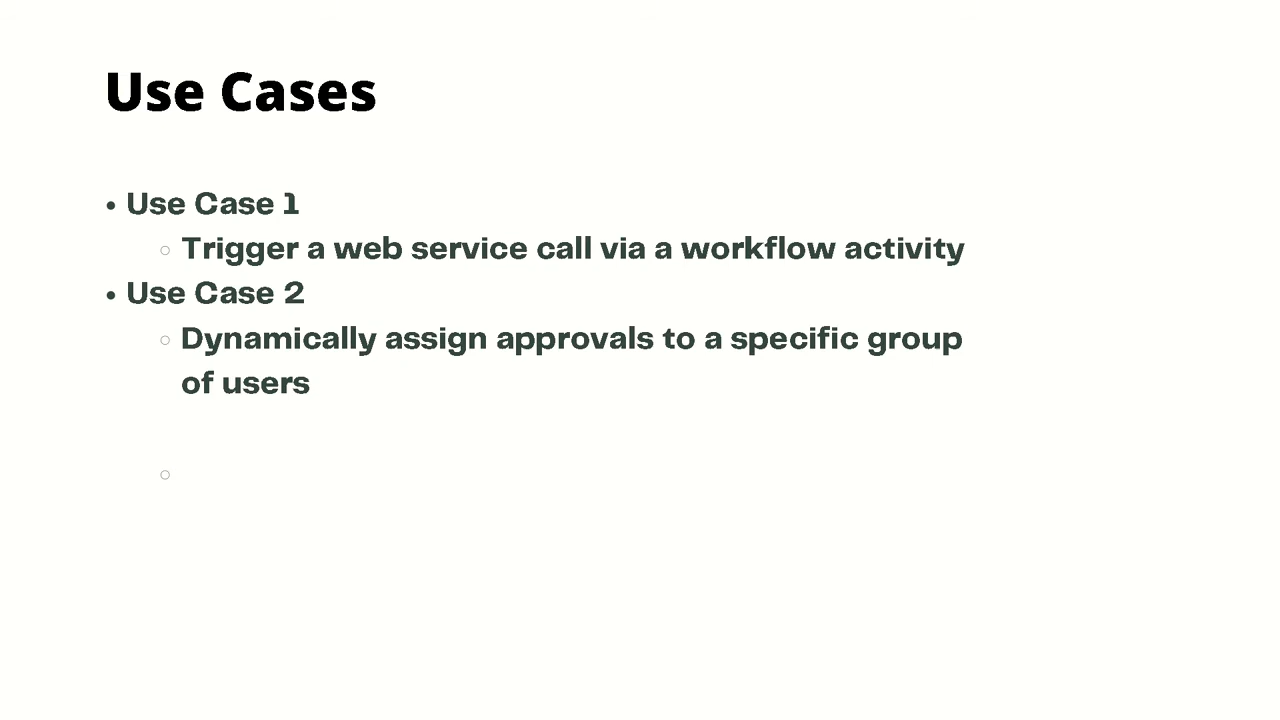 Use Cases
• Use Case 1
○ Trigger a web service call via a workflow activity
• Use Case 2
○ Dynamically assign approvals to a specific group
of users
○